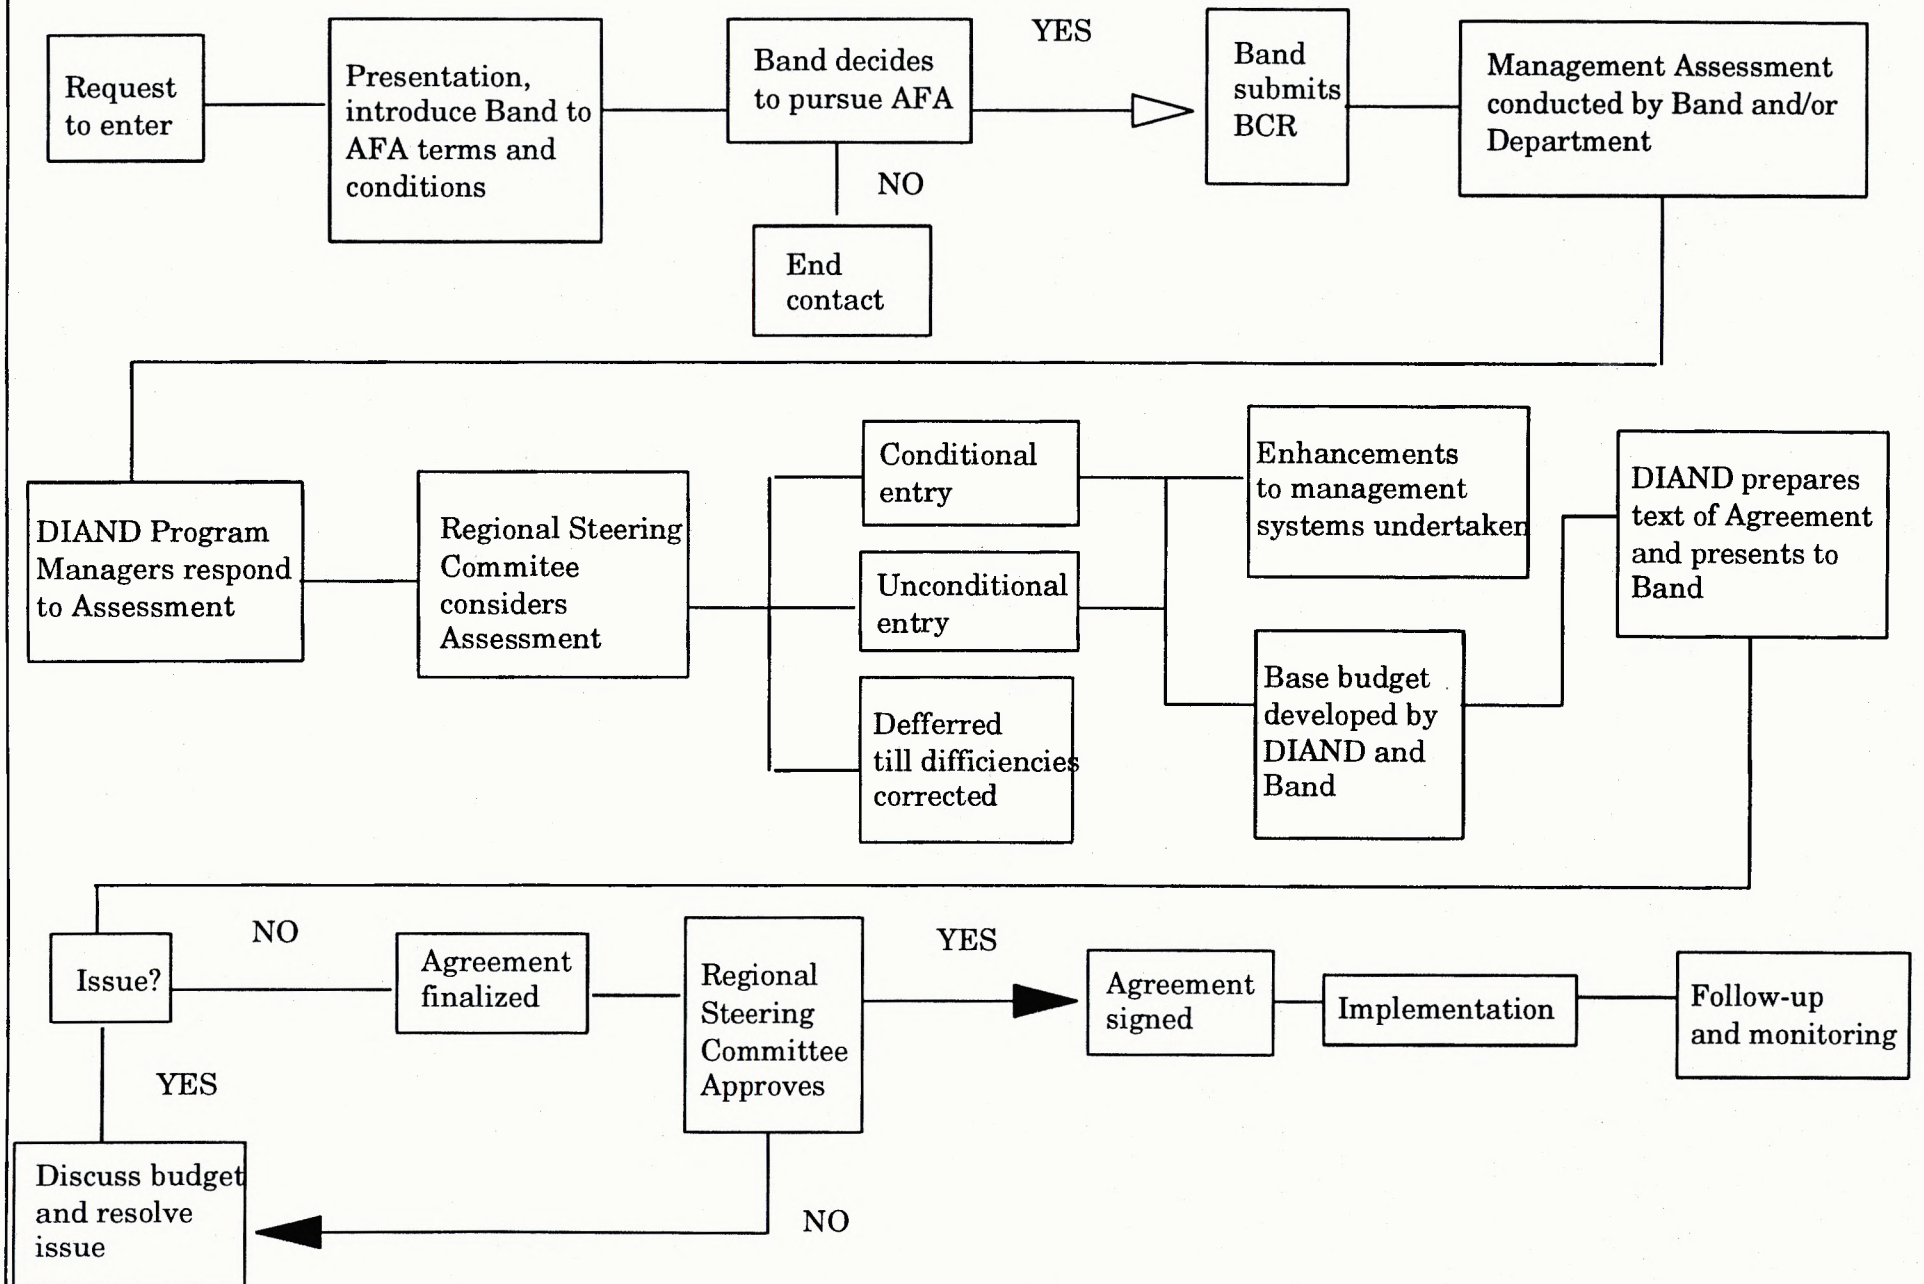 Request
to enter
Presentation,
introduce Band to
AFA terms and
conditions
Band decides
to pursue AFA
YES
NO
End
contact
Band
submits
BCR
Management Assessment
conducted by Band and/or
Department
DIAND Program
Managers respond
to Assessment
Regional Steering
Commitee
considers
Assessment
Conditional
entry
Unconditional
entry
Defferred
till difficiencies
corrected
Enhancements
to management
systems undertaken
Base budget
developed by
DIAND and
Band
DIAND prepares
text of Agreement
and presents to
Band
Issue?
NO
YES
Discuss budget
and resolve
issue
Agreement
finalized
Regional
Steering
Committee
Approves
YES
NO
Agreement
signed
Implementation
Follow-up
and monitoring